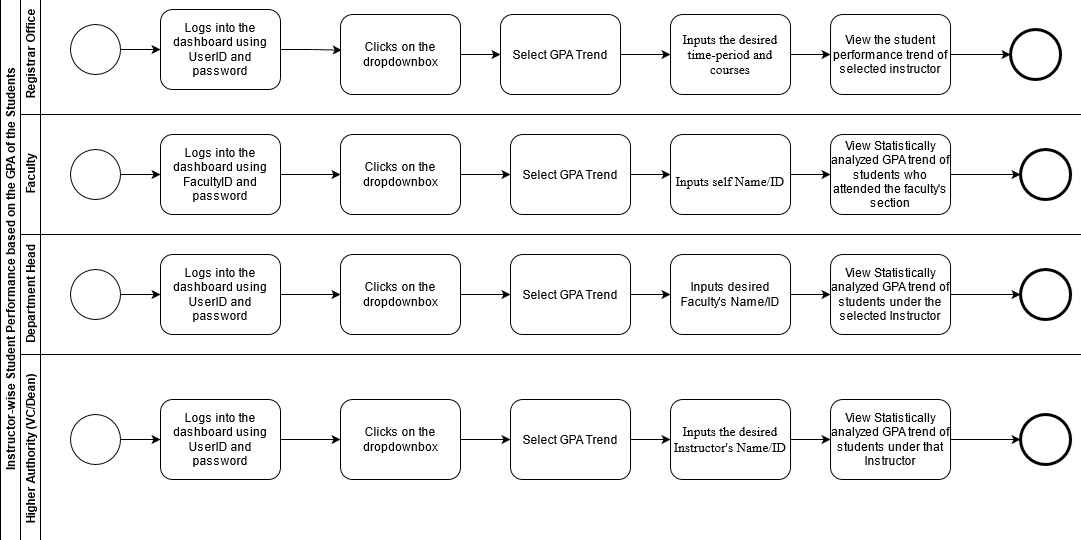 Instructor-wise Student Performance based on the GPA of the Students
Registrar Office
Logs into the
dashboard using
UserID and
password
Clicks on the
dropdownbox
Select GPA Trend
Inputs the desired
time-period and
courses
View the student
performance trend of
selected instructor
Faculty
Logs into the
dashboard using
FacultyID and
password
Clicks on the
dropdownbox
Select GPA Trend
Inputs self Name/ID
View Statistically
analyzed GPA trend of
students who
attended the faculty's
section
Department Head
Logs into the
dashboard using
UserID and
password
Clicks on the
dropdownbox
Select GPA Trend
Inputs desired
Faculty's Name/ID
View Statistically
analyzed GPA trend of
students under the
selected Instructor
Higher Authority (VC/Dean)
Logs into the
dashboard using
UserID and
password
Clicks on the
dropdownbox
Select GPA Trend
Inputs the desired
Instructor's Name/ID
View Statistically
analyzed GPA trend of
students under that
Instructor